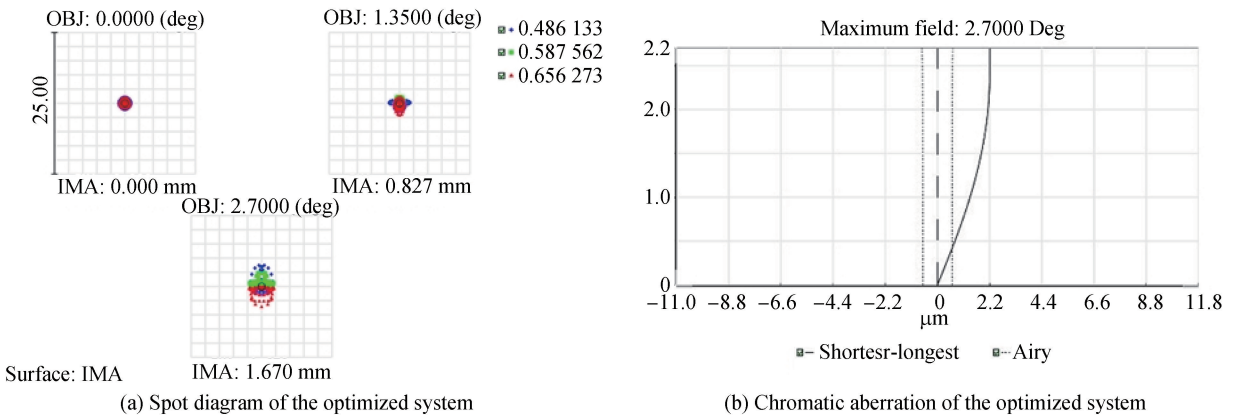 OBJ: 0.0000 (deg)
OBJ: 1.3500 (deg)
0.486 133
0.587 562
0.656 273
25.00
IMA: 0.000 mm
IMA: 0.827 mm
OBJ: 2.7000 (deg)
Surface: IMA
IMA: 1.670 mm
(a) Spot diagram of the optimized system
Maximum field: 2.7000 Deg
2.2
2.0
1.0
0
−11.0 −8.8 −6.6 −4.4 −2.2 0 2.2 4.4 6.6 8.8 11.8
μm
Shortesr-longest Airy
(b) Chromatic aberration of the optimized system